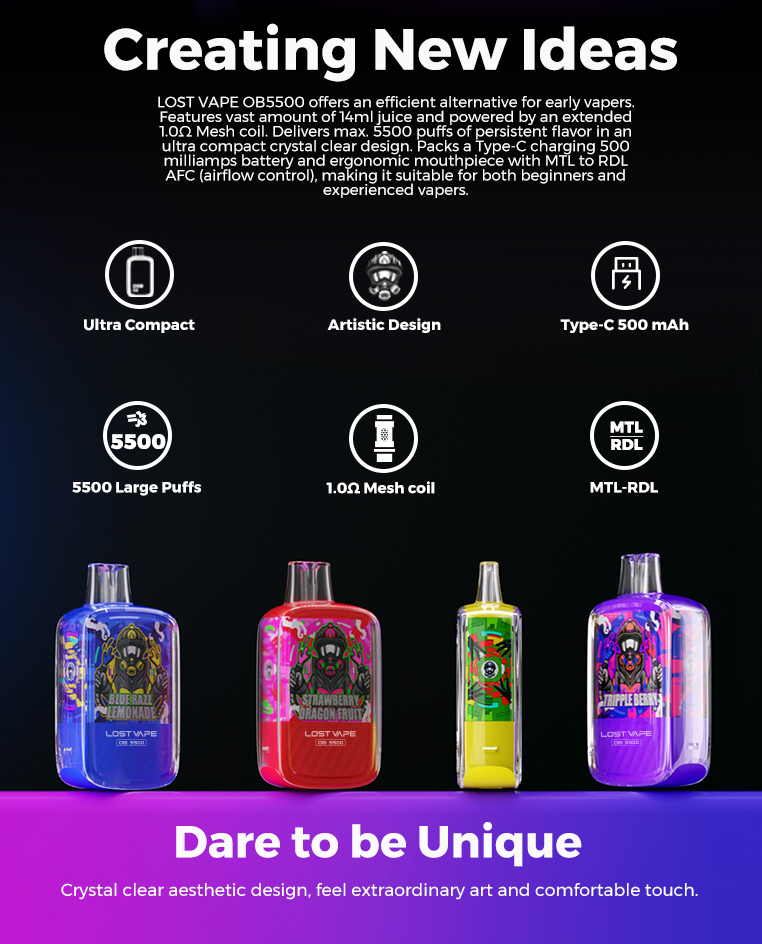 Creating New Ideas
LOST VAPE OB5500 offers an efficient alternative for early vapers.
Features vast amount of 14ml juice and powered by an extended
1.0Ω Mesh coil. Delivers max. 5500 puffs of persistent flavor in an
ultra compact crystal clear design. Packs a Type-C charging 500
milliamps battery and ergonomic mouthpiece with MTL to RDL
AFC (airflow control), making it suitable for both beginners and
experienced vapers.
Ultra Compact
Artistic Design
Type-C 500 mAh
5500
MTL
RDL
5500 Large Puffs
1.0Ω Mesh coil
MTL-RDL
BLUE RAZZ
LEMONADE
LOST VAPE
OB 5500
STRAWBERRY
DRAGON FRUIT
LOST VAPE
OB 5500
TRIPPLE BERRY
LOST VAPE
OB 5500
Dare to be Unique
Crystal clear aesthetic design, feel extraordinary art and comfortable touch.